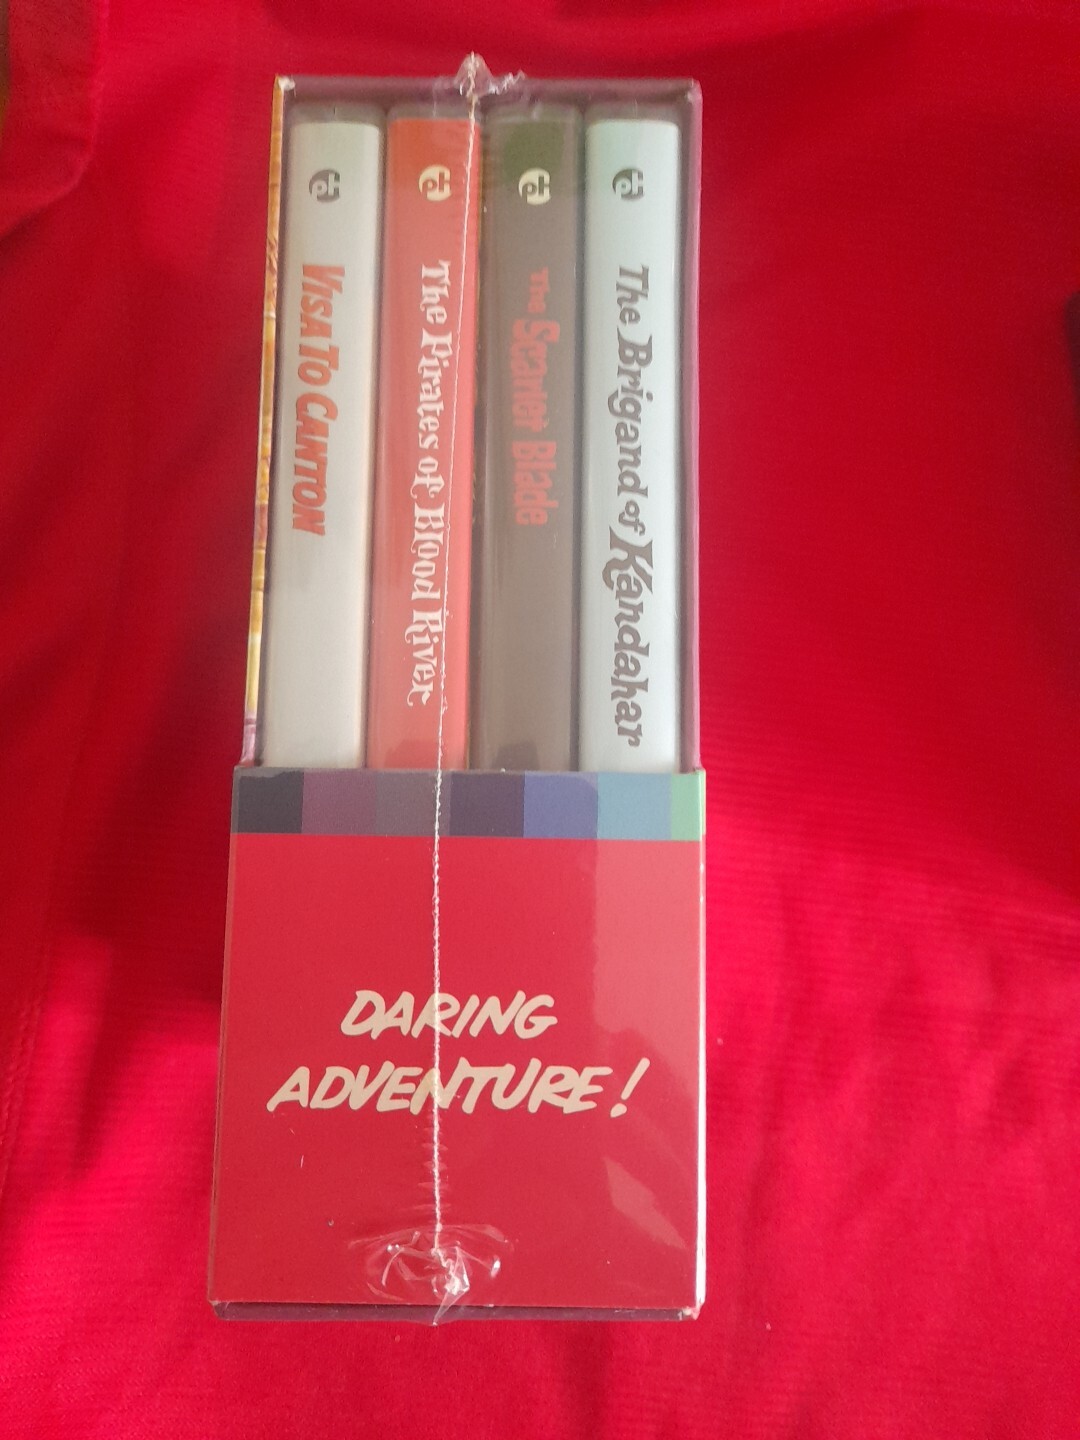 VISA TO CANTON
The Pirates of Blood River
The Scarlet Blade
The Brigand of Kandahar
DARING
ADVENTURE!